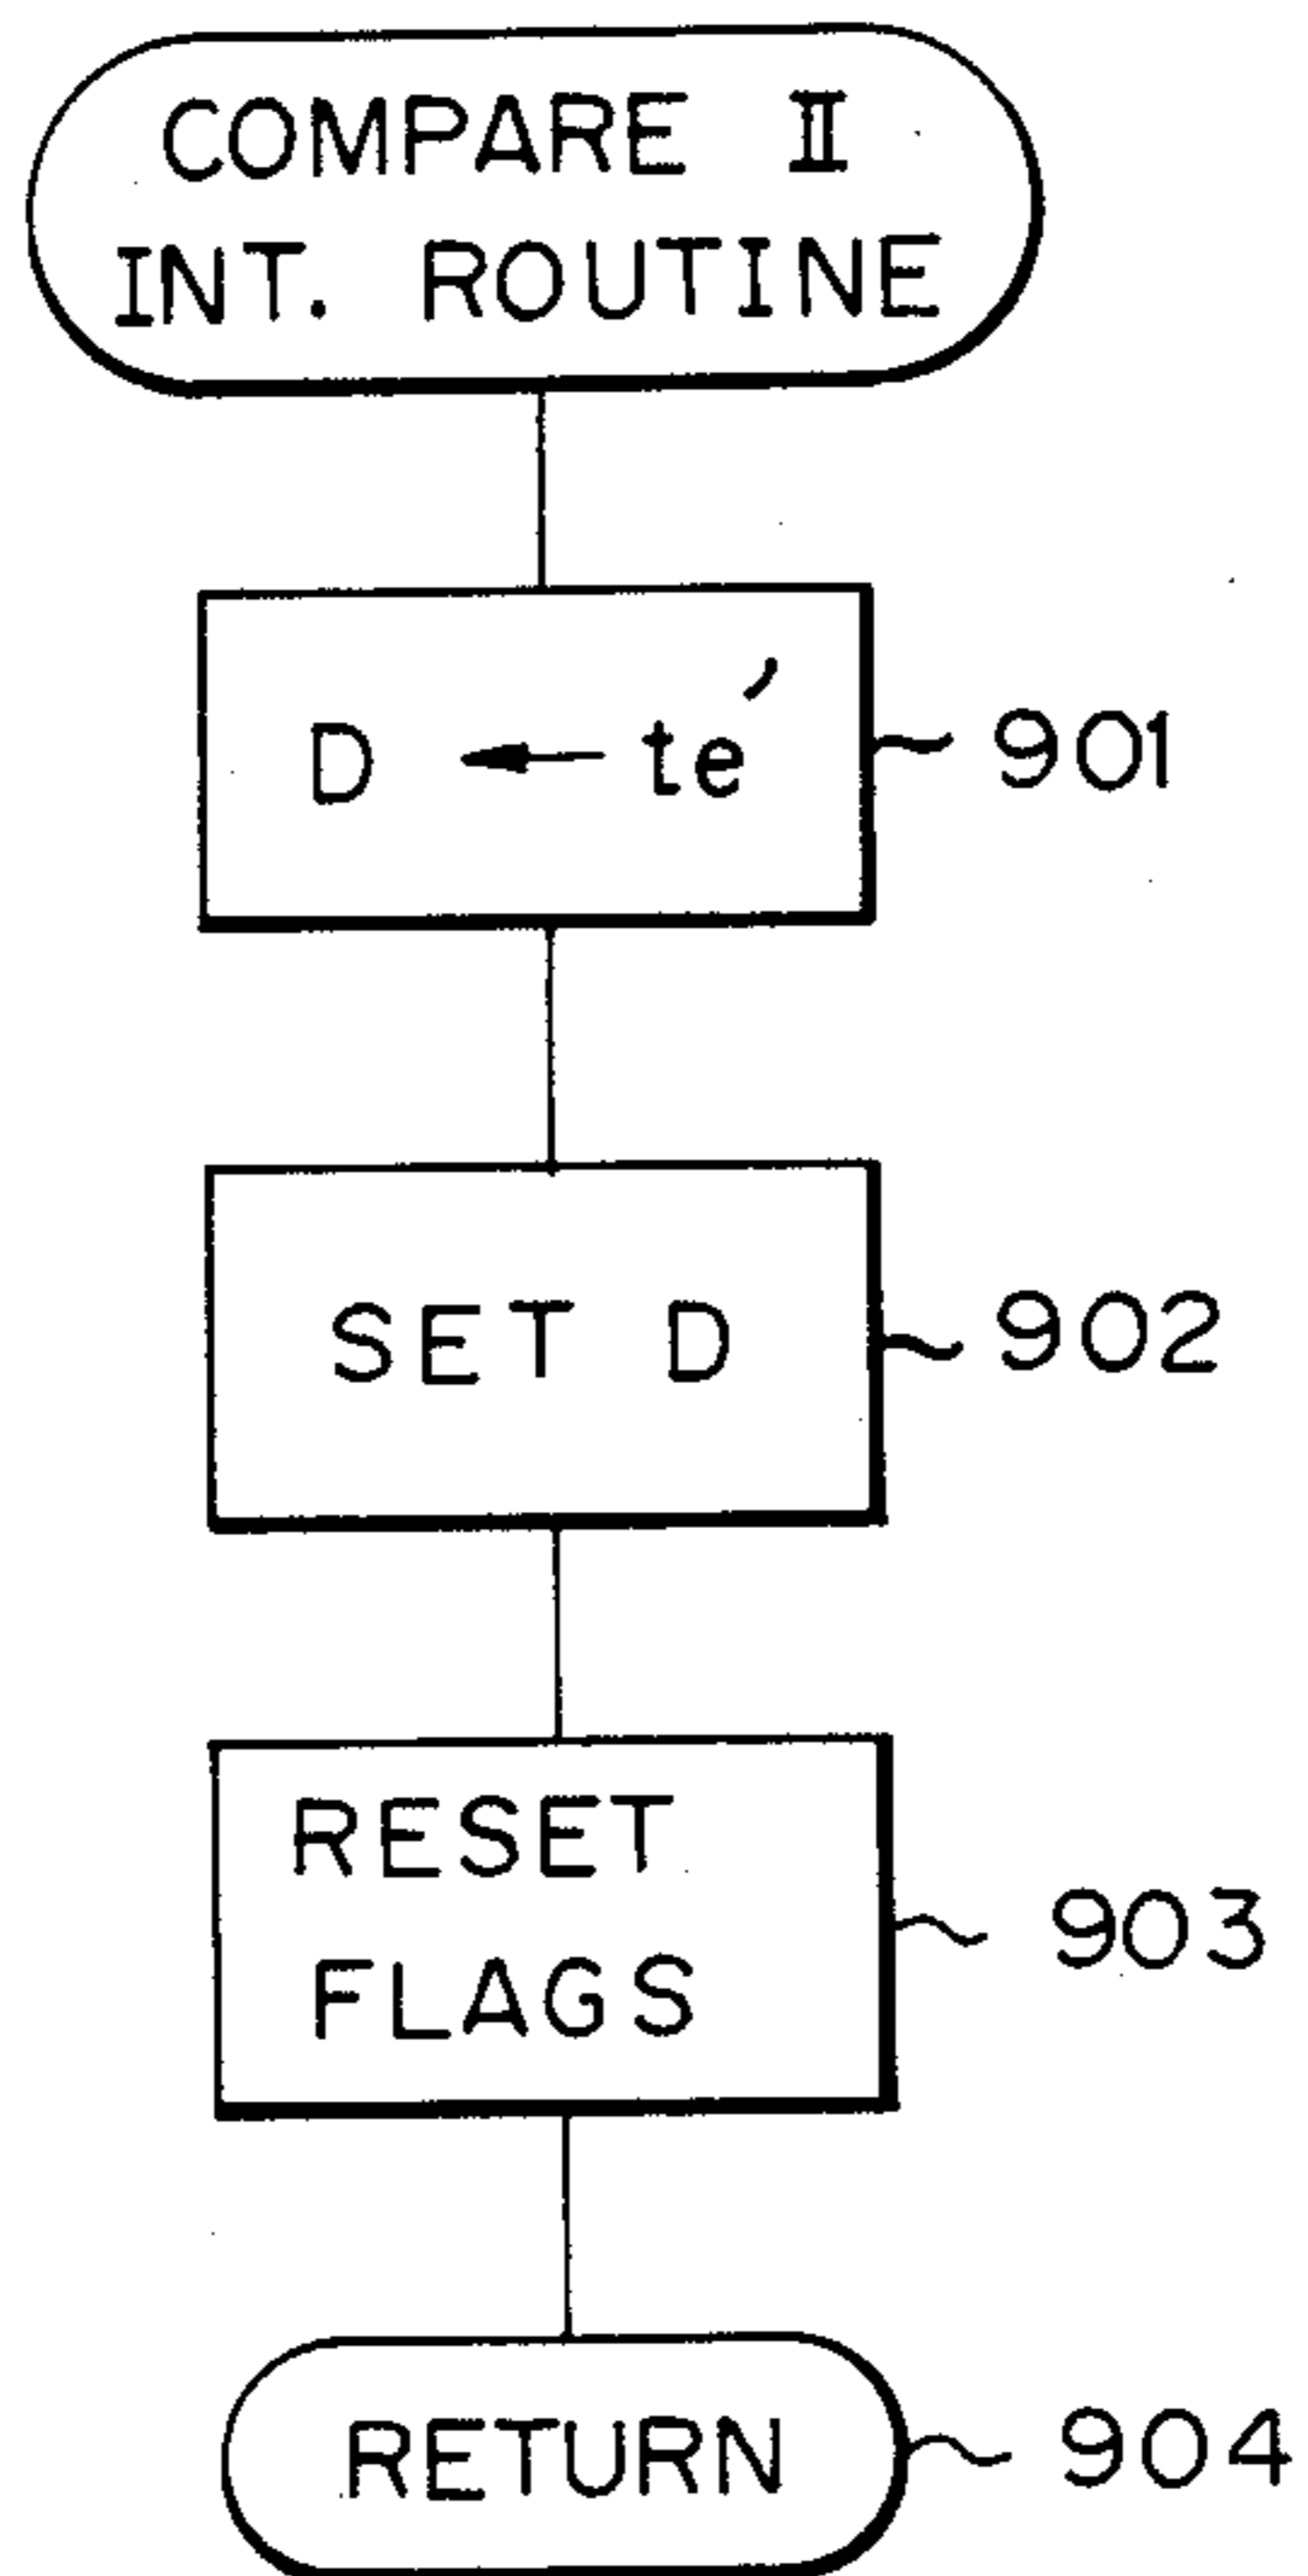 COMPARE II
INT. ROUTINE
D ← te′
901
SET D
902
RESET
FLAGS
903
RETURN
904